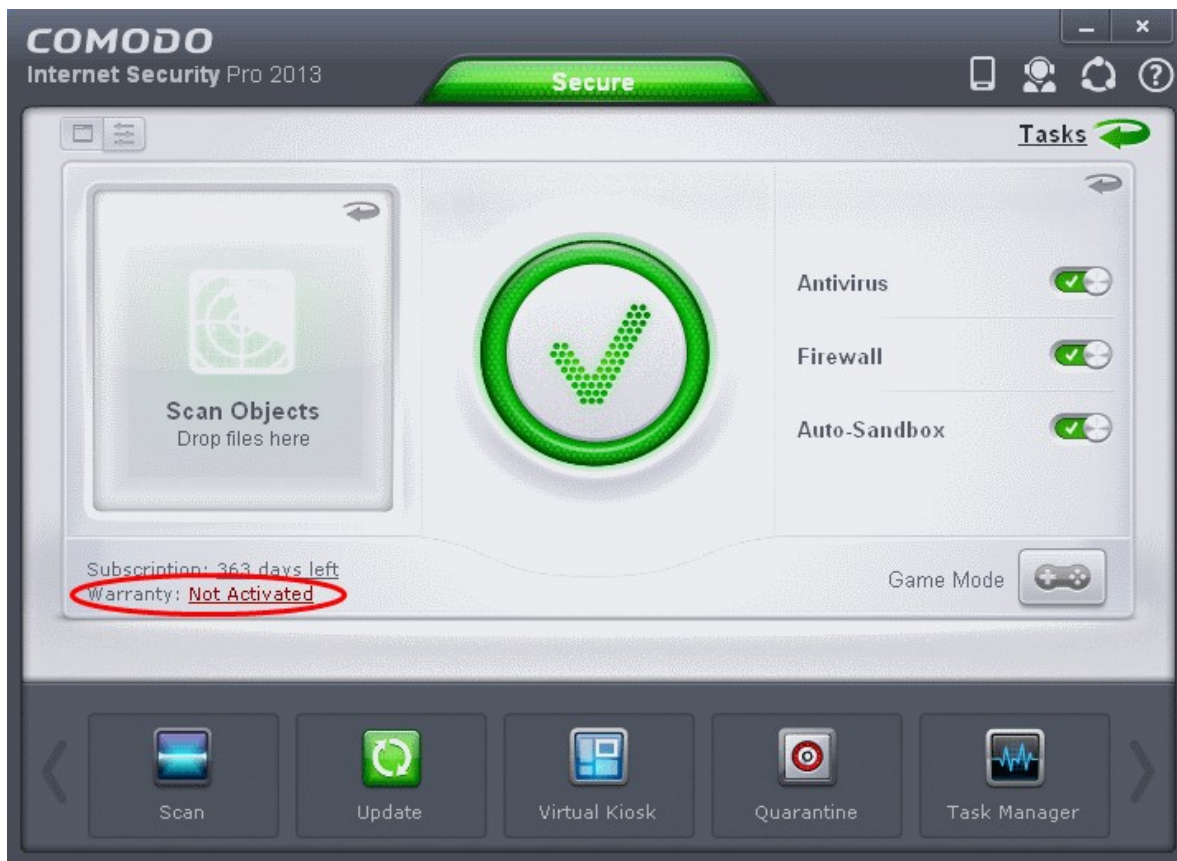 COMODO
Internet Security Pro 2013
Secure
Tasks
Scan Objects
Drop files here
Antivirus
Firewall
Auto-Sandbox
Subscription: 363 days left
Warranty: Not Activated
Game Mode
Scan
Update
Virtual Kiosk
Quarantine
Task Manager